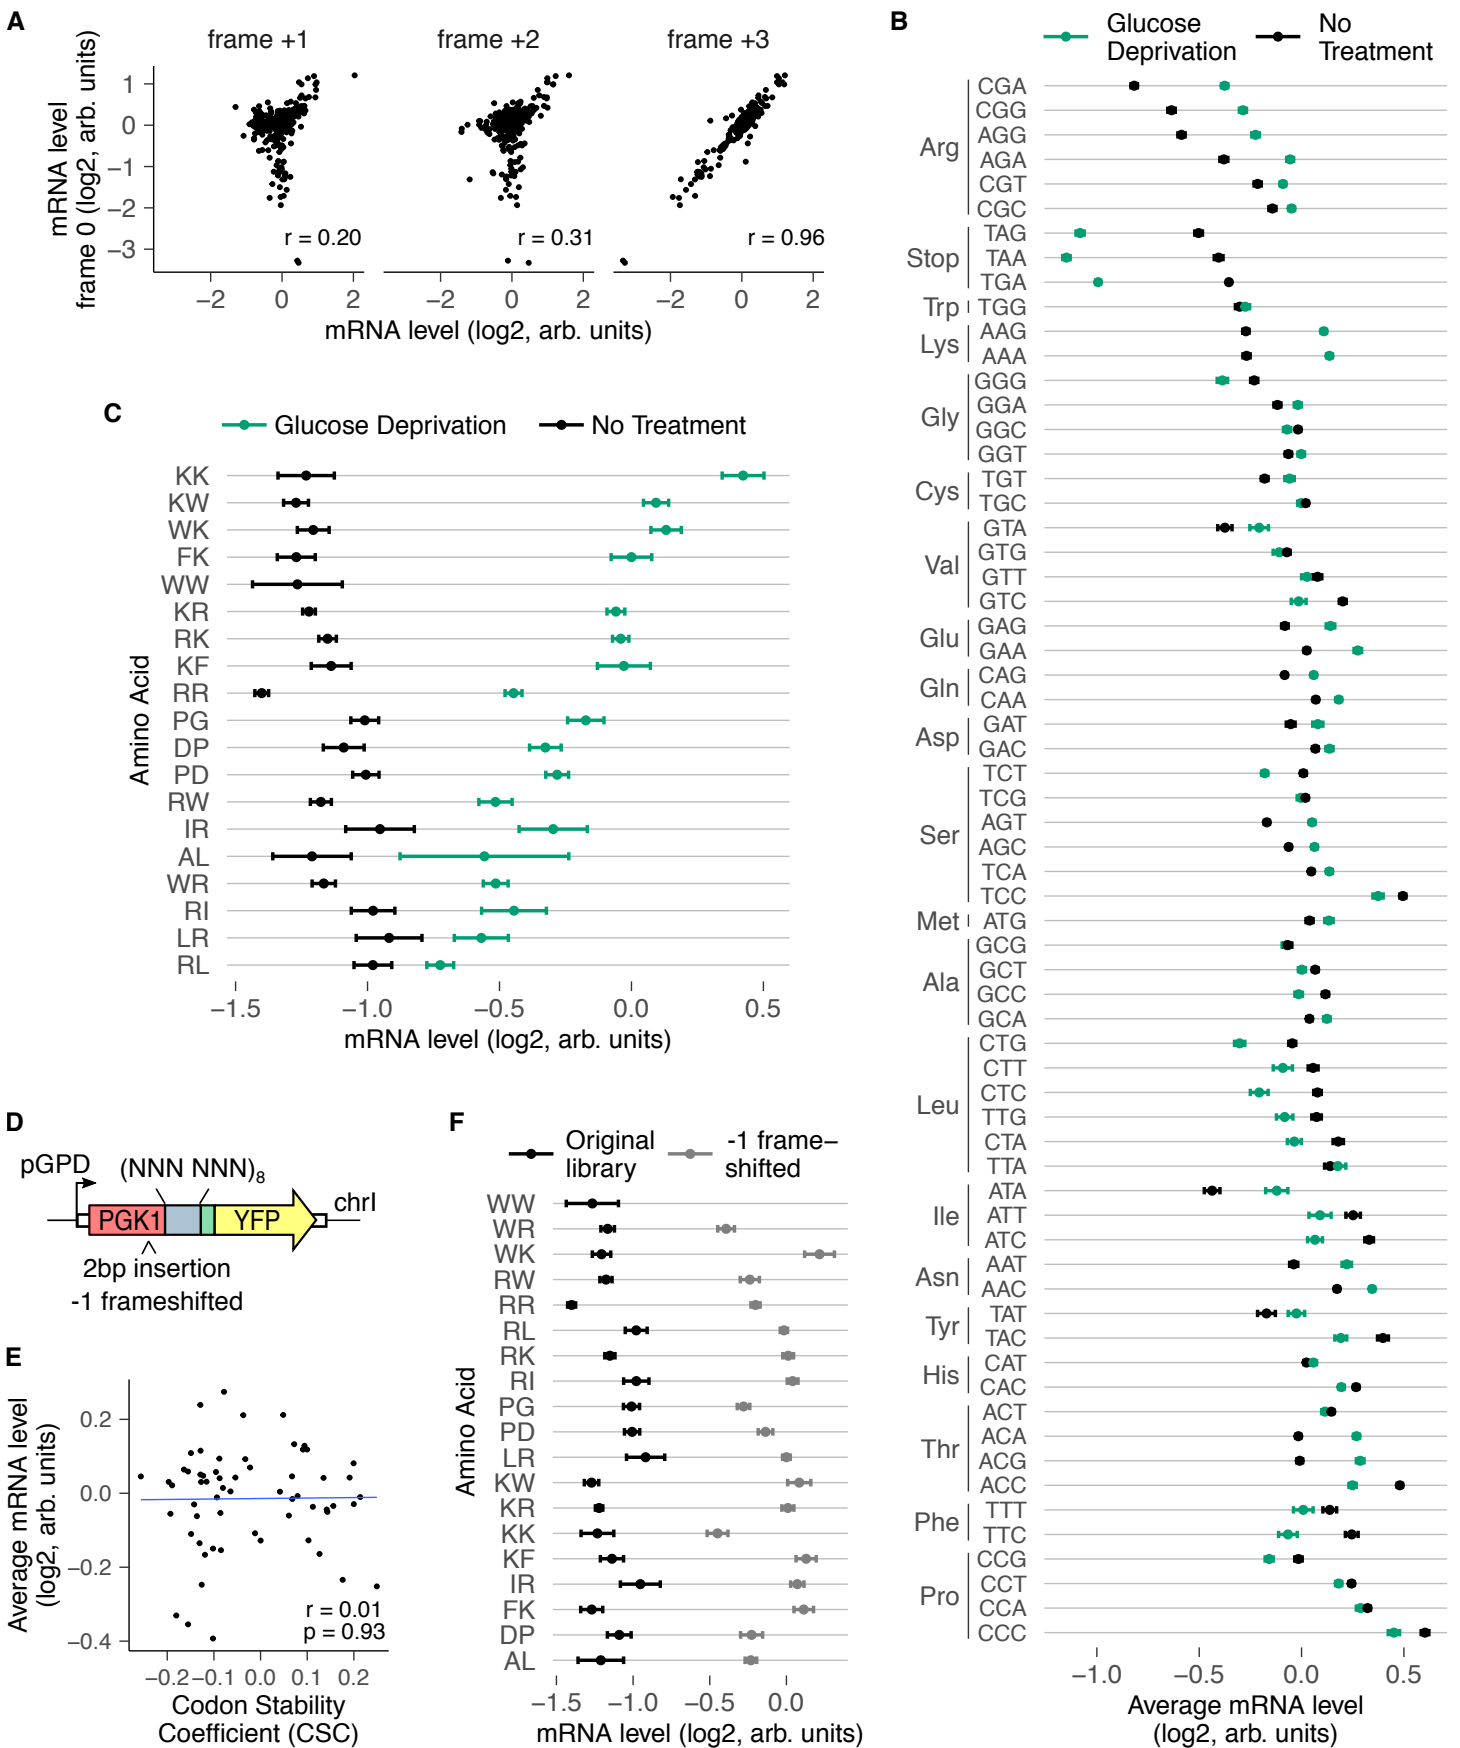 A
frame +1
frame +2
frame +3
mRNA level
frame 0 (log2, arb. units)
1
0
−1
−2
−3
r = 0.20
r = 0.31
r = 0.96
−2 0 2
−2 0 2
−2 0 2
mRNA level (log2, arb. units)
B
Glucose
Deprivation
No
Treatment
Arg
CGA
CGG
AGG
AGA
CGT
CGC
Stop
TAG
TAA
TGA
Trp
TGG
Lys
AAG
AAA
Gly
GGG
GGA
GGC
GGT
Cys
TGT
TGC
Val
GTA
GTG
GTT
GTC
Glu
GAG
GAA
Gln
CAG
CAA
Asp
GAT
GAC
Ser
TCT
TCG
AGT
AGC
TCA
TCC
Met
ATG
Ala
GCG
GCT
GCC
GCA
Leu
CTG
CTT
CTC
TTG
CTA
TTA
Ile
ATA
ATT
ATC
Asn
AAT
AAC
Tyr
TAT
TAC
His
CAT
CAC
Thr
ACT
ACA
ACG
ACC
Phe
TTT
TTC
Pro
CCG
CCT
CCA
CCC
−1.0 −0.5 0.0 0.5
Average mRNA level
(log2, arb. units)
C
Glucose Deprivation
No Treatment
Amino Acid
KK
KW
WK
FK
WW
KR
RK
KF
RR
PG
DP
PD
RW
IR
AL
WR
RI
LR
RL
−1.5 −1.0 −0.5 0.0 0.5
mRNA level (log2, arb. units)
D
pGPD
(NNN NNN)8
chrI
PGK1
YFP
2bp insertion
-1 frameshifted
E
Average mRNA level
(log2, arb. units)
0.2
0.0
−0.2
−0.4
r = 0.01
p = 0.93
−0.2 −0.1 0.0 0.1 0.2
Codon Stability
Coefficient (CSC)
F
Original
library
-1 frame−
shifted
Amino Acid
WW
WR
WK
RW
RR
RL
RK
RI
PG
PD
LR
KW
KR
KK
KF
IR
FK
DP
AL
−1.5 −1.0 −0.5 0.0
mRNA level (log2, arb. units)